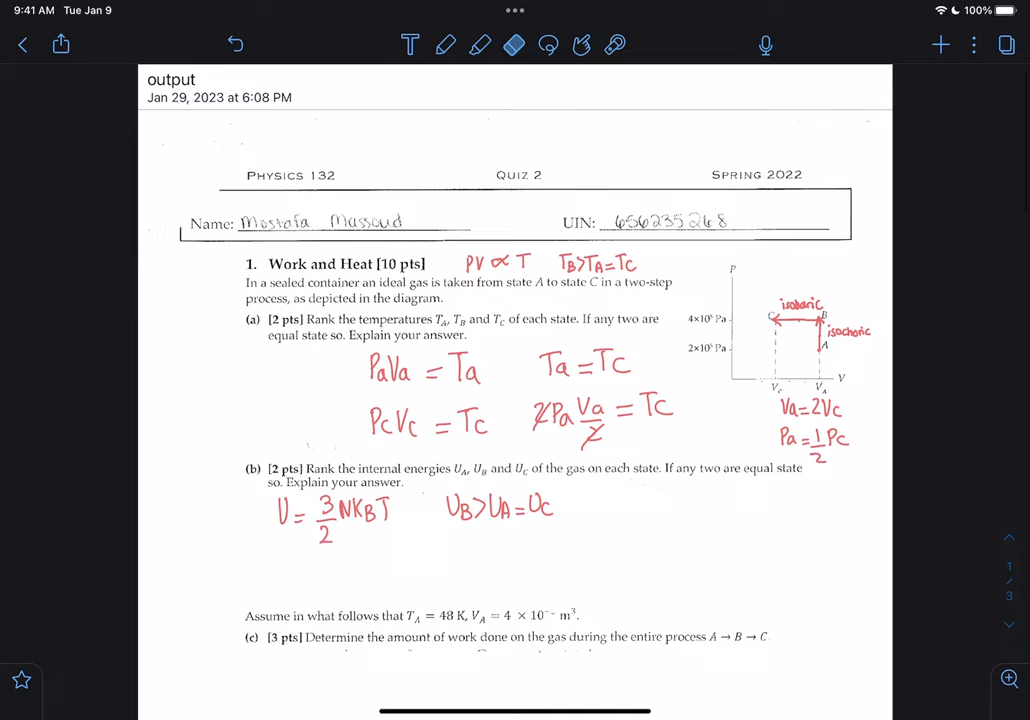 9:41 AM Tue Jan 9
100%
output
Jan 29, 2023 at 6:08 PM
PHYSICS 132 QUIZ 2 SPRING 2022
Name: Mostafa Massoud UIN: 656235268
1. Work and Heat [10 pts] PV ∝ T TB>TA=TC
In a sealed container an ideal gas is taken from state A to state C in a two-step
process, as depicted in the diagram.
(a) [2 pts] Rank the temperatures TA, TB and TC of each state. If any two are
equal state so. Explain your answer.
P
isobaric
4×10⁵ Pa C B
isochoric
2×10⁵ Pa A
VC VA V
PaVa = Ta Ta = TC
Va=2Vc
PcVc = Tc 2Pa Va/2 = Tc
Pa=1/2 Pc
(b) [2 pts] Rank the internal energies UA, UB and UC of the gas on each state. If any two are equal state
so. Explain your answer.
U = 3/2 NKBT UB>UA=UC
Assume in what follows that TA = 48 K, VA = 4 × 10 m³.
(c) [3 pts] Determine the amount of work done on the gas during the entire process A → B → C.
1
/
3